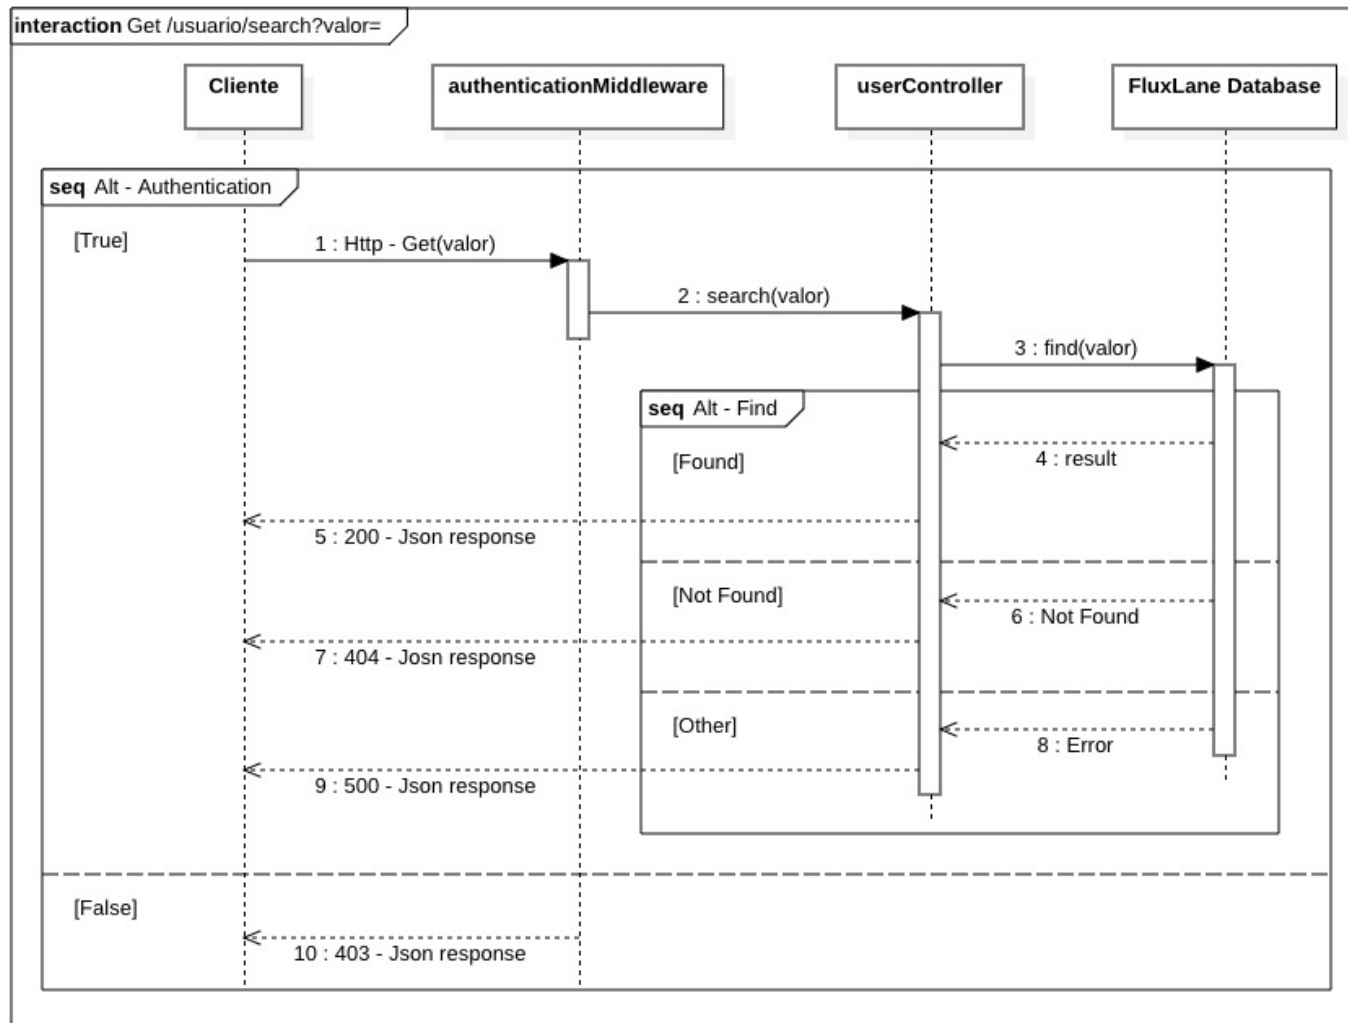 interaction Get /usuario/search?valor=
Cliente
authenticationMiddleware
userController
FluxLane Database
seq Alt - Authentication
[True]
1 : Http - Get(valor)
2 : search(valor)
3 : find(valor)
seq Alt - Find
[Found]
4 : result
5 : 200 - Json response
[Not Found]
6 : Not Found
7 : 404 - Josn response
[Other]
8 : Error
9 : 500 - Json response
[False]
10 : 403 - Json response